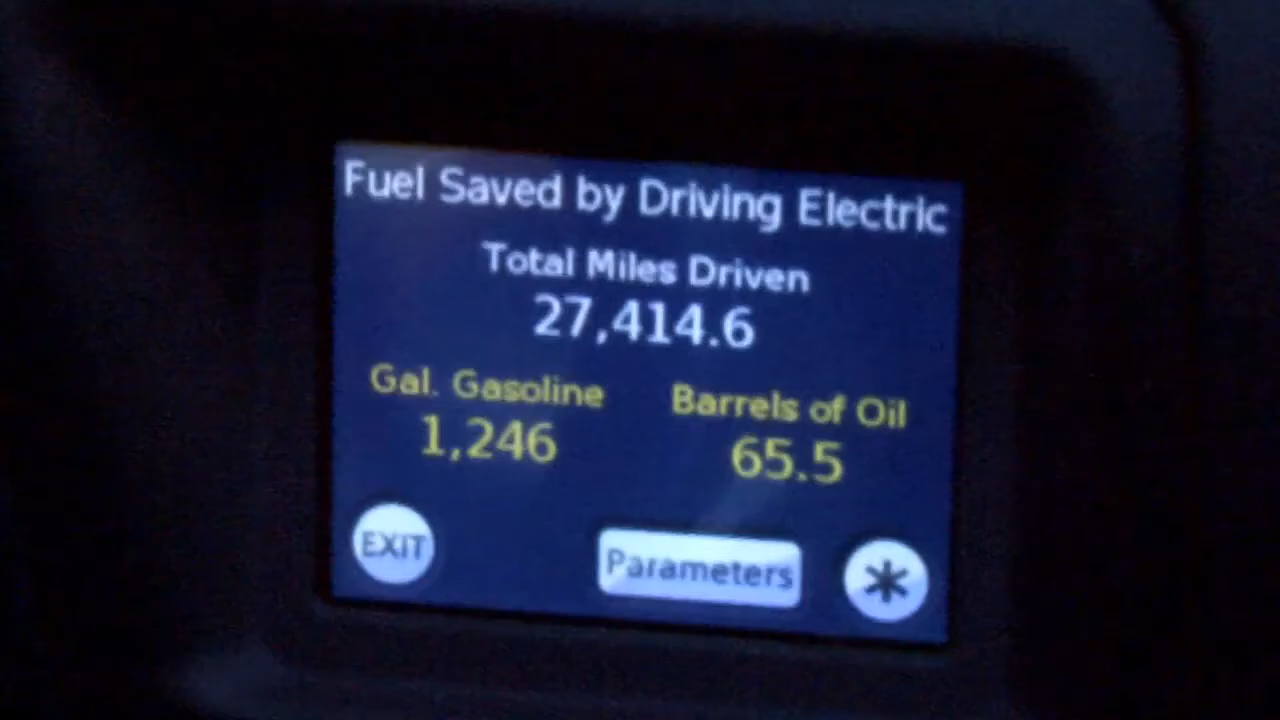 Fuel Saved by Driving Electric
Total Miles Driven
27,414.6
Gal. Gasoline Barrels of Oil
1,246 65.5
EXIT Parameters *